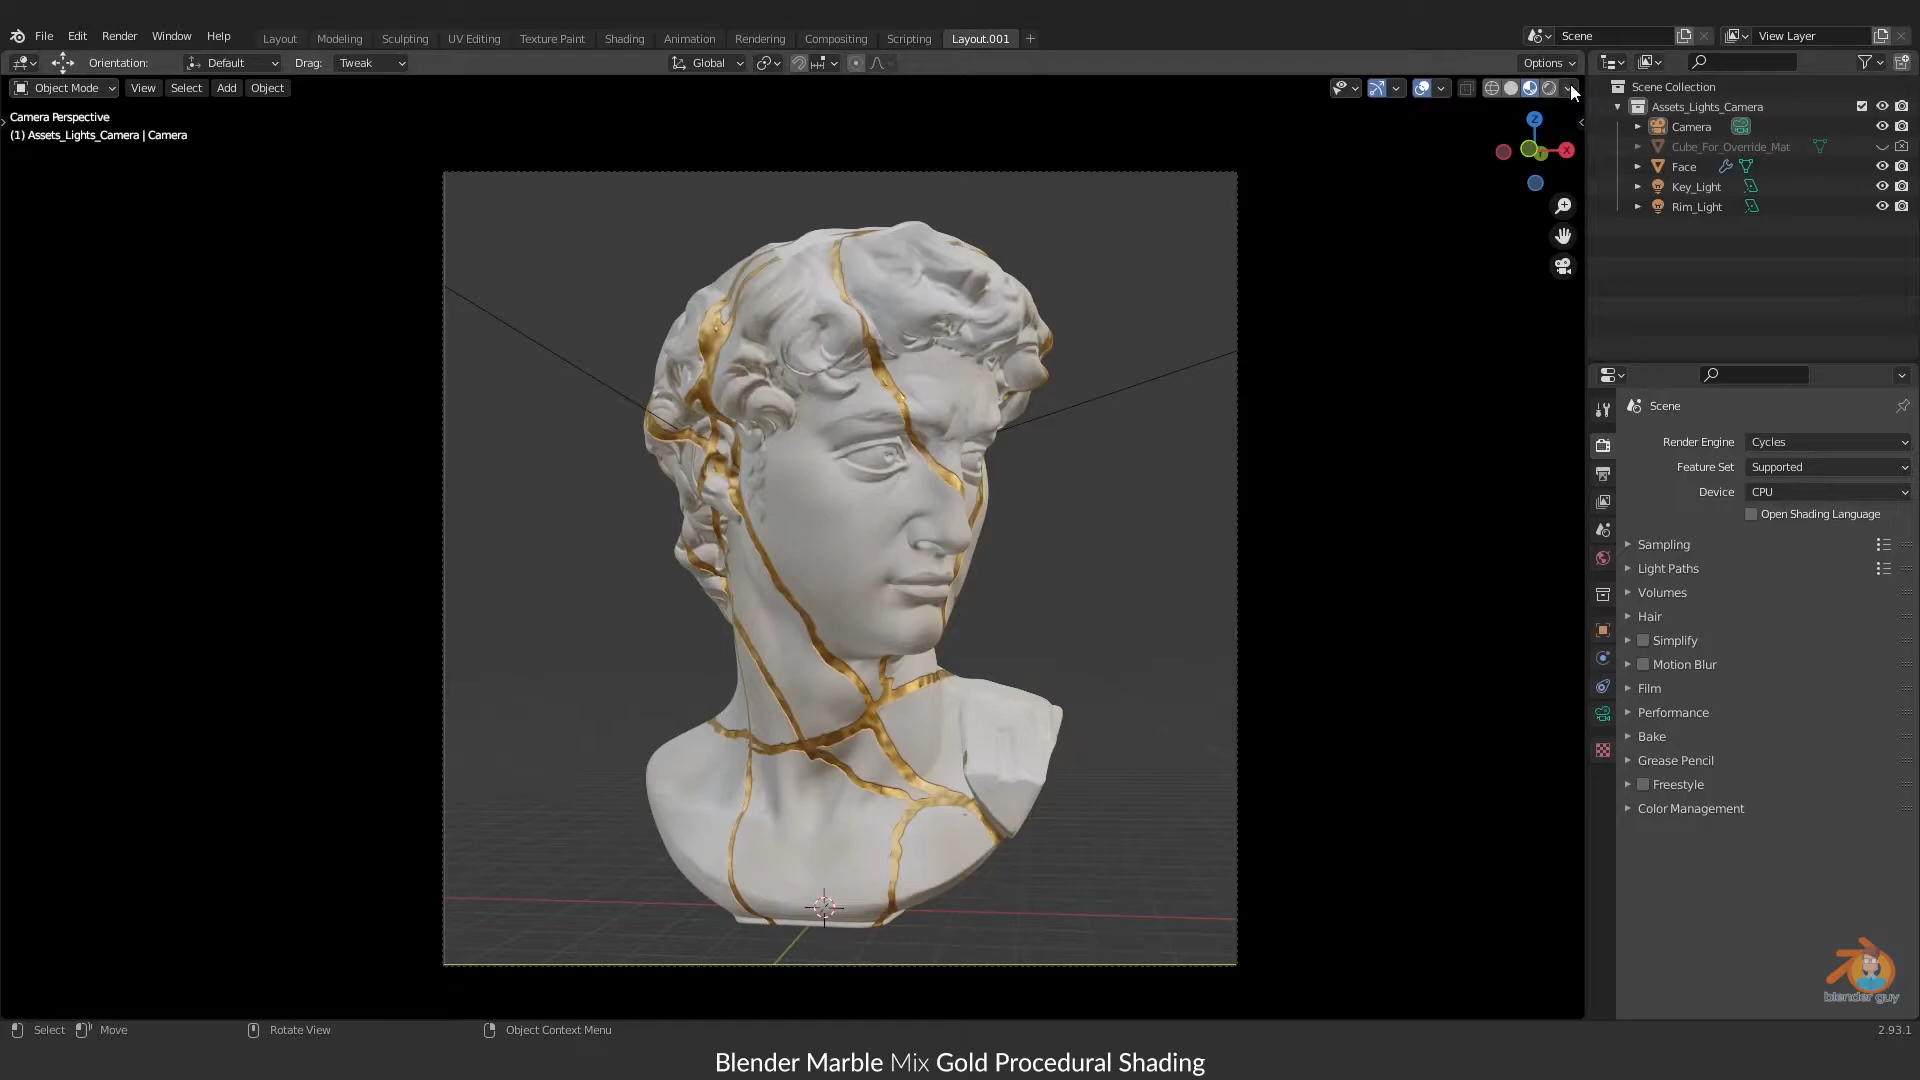 File Edit Render Window Help Layout Modeling Sculpting UV Editing Texture Paint Shading Animation Rendering Compositing Scripting Layout.001 + Scene View Layer
Orientation: Default Drag: Tweak Global Options
Object Mode View Select Add Object
Camera Perspective
(1) Assets_Lights_Camera | Camera
Z
X
Scene Collection
Assets_Lights_Camera
Camera
Cube_For_Override_Mat
Face
Key_Light
Rim_Light
Scene
Render Engine Cycles
Feature Set Supported
Device CPU
Open Shading Language
Sampling
Light Paths
Volumes
Hair
Simplify
Motion Blur
Film
Performance
Bake
Grease Pencil
Freestyle
Color Management
blender guy
Select Move Rotate View Object Context Menu 2.93.1
Blender Marble Mix Gold Procedural Shading